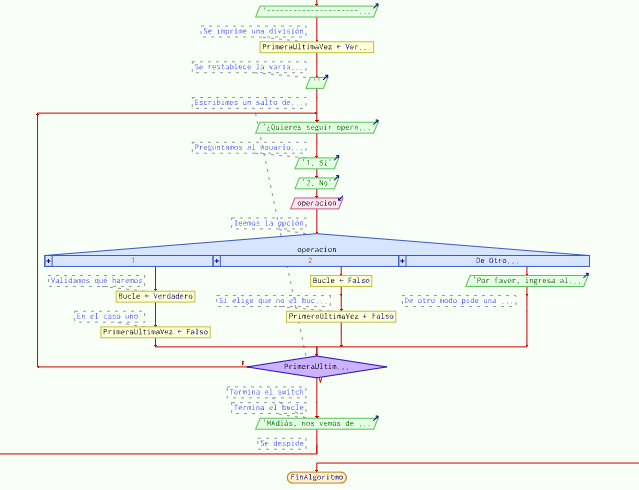 '--------------------...
Se imprime una división
PrimeraUltimaVez ← Ver...
Se restablece la varia...
''
Escribimos un salto de...
'¿Quieres seguir opera...
Preguntamos al usuario...
'1. Si'
'2. No'
operacion
leemos la opción
operacion
1
2
De Otro...
Validamos qué haremos
Bucle ← Falso
'Por favor, ingresa al...
Bucle ← Verdadero
Si elige que no el buc...
De otro modo pide una ...
En el caso uno
PrimeraUltimaVez ← Falso
PrimeraUltimaVez ← Falso
F
PrimeraUltim...
V
Termina el switch
Termina el bucle
'MAdiós, nos vemos de ...
Se despide
FinAlgoritmo